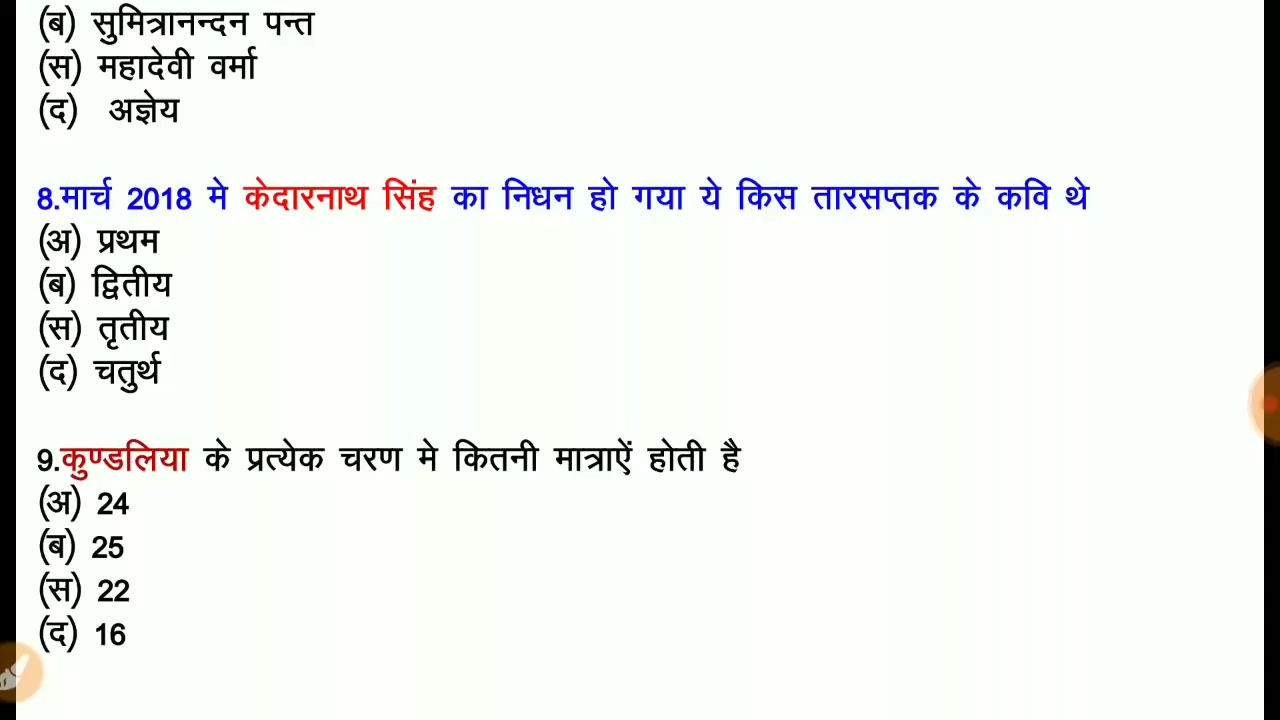 (ब) सुमित्रानन्दन पन्त
(स) महादेवी वर्मा
(द) अज्ञेय
8.मार्च 2018 मे केदारनाथ सिंह का निधन हो गया ये किस तारसप्तक के कवि थे
(अ) प्रथम
(ब) द्वितीय
(स) तृतीय
(द) चतुर्थ
9.कुण्डलिया के प्रत्येक चरण मे कितनी मात्राऐं होती है
(अ) 24
(ब) 25
(स) 22
(द) 16